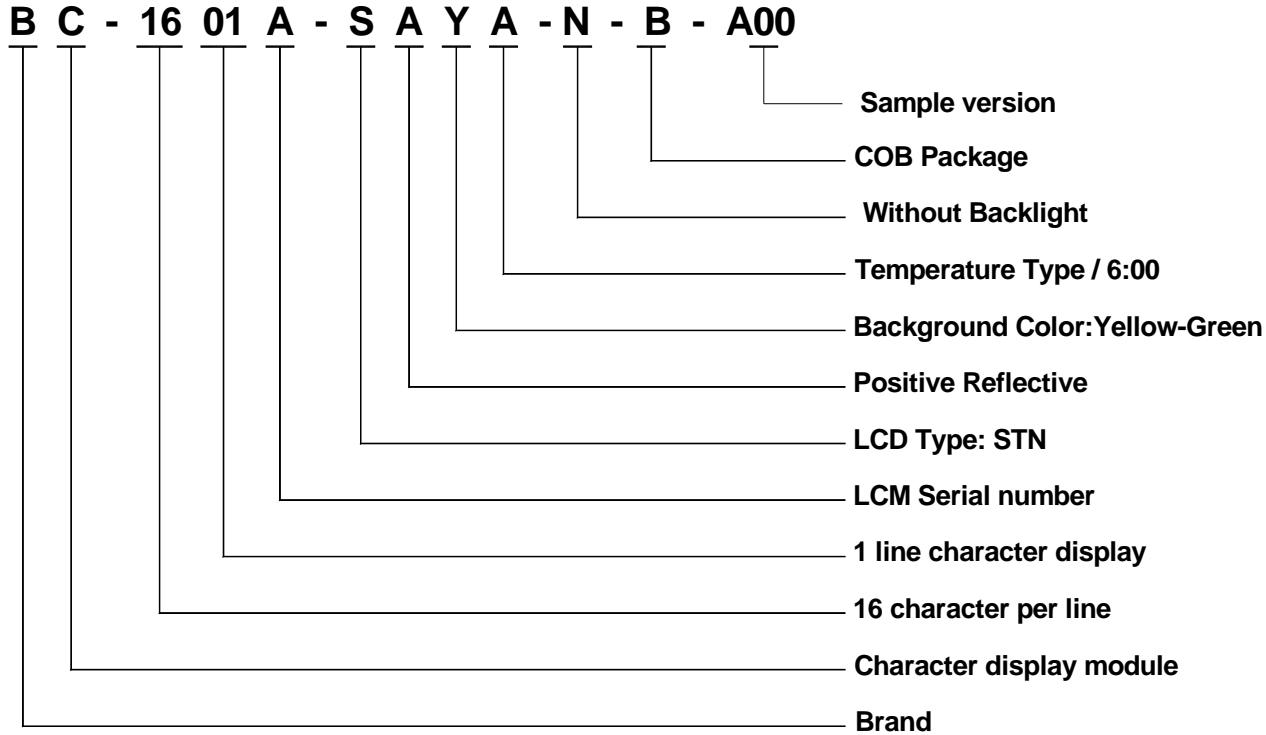 B C - 16 01 A - S A Y A - N - B - A00
Sample version
COB Package
Without Backlight
Temperature Type / 6:00
Background Color:Yellow-Green
Positive Reflective
LCD Type: STN
LCM Serial number
1 line character display
16 character per line
Character display module
Brand